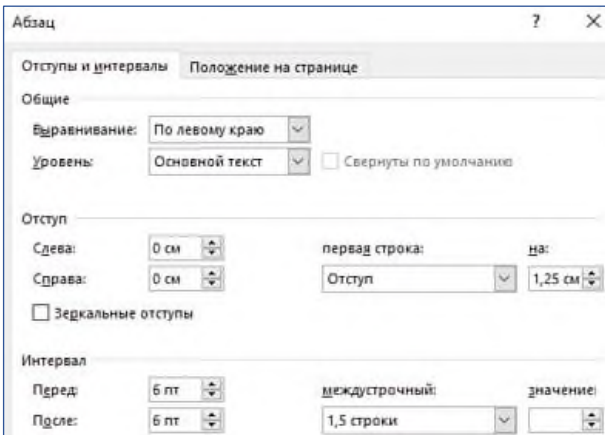 Абзац ? ×
Отступы и интервалы Положение на странице
Общие
Выравнивание: По левому краю
Уровень: Основной текст Свернуты по умолчанию
Отступ
Слева: 0 см первая строка: на:
Справа: 0 см Отступ 1,25 см
Зеркальные отступы
Интервал
Перед: 6 пт междустрочный: значение:
После: 6 пт 1,5 строки